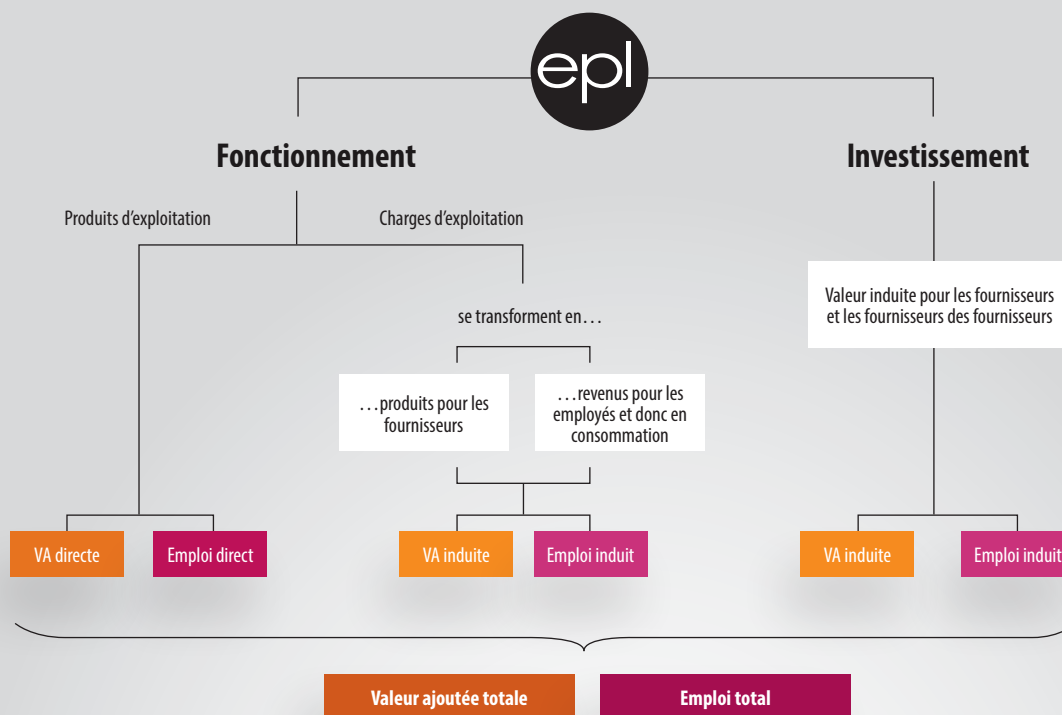 epl
Fonctionnement
Investissement
Produits d’exploitation
Charges d’exploitation
se transforment en…
Valeur induite pour les fournisseurs
et les fournisseurs des fournisseurs
…produits pour les
fournisseurs
…revenus pour les
employés et donc en
consommation
VA directe
Emploi direct
VA induite
Emploi induit
VA induite
Emploi induit
Valeur ajoutée totale
Emploi total